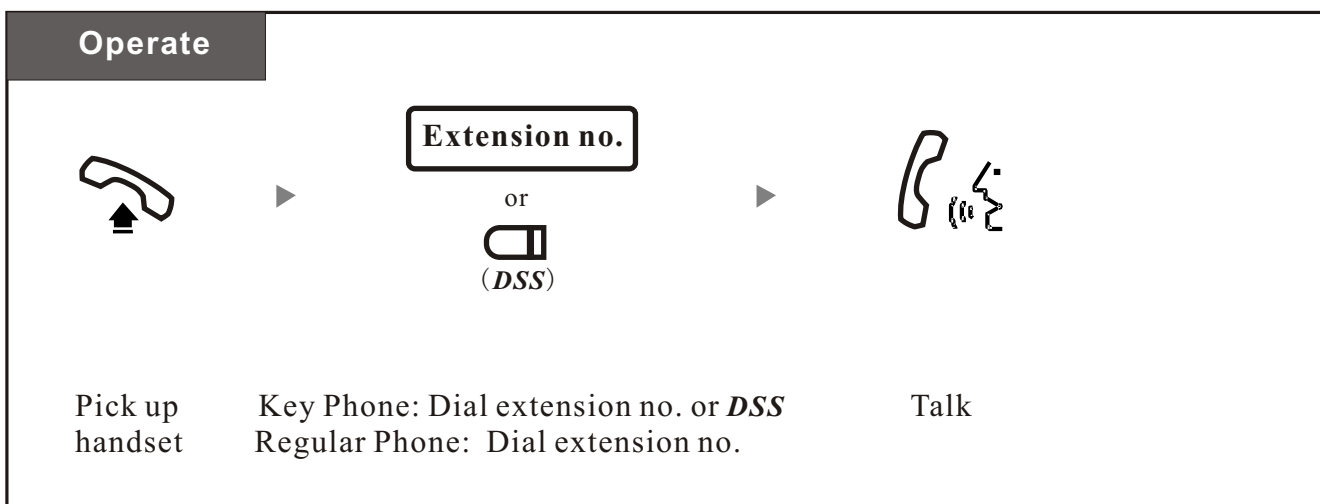 Operate
Extension no.
or
(DSS)
Pick up
handset
Key Phone: Dial extension no. or DSS
Regular Phone: Dial extension no.
Talk